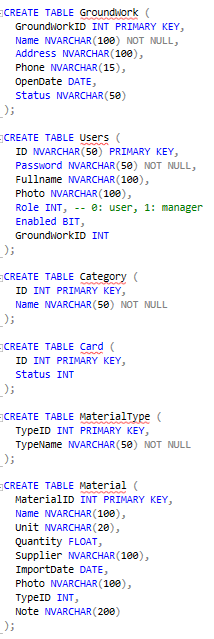 CREATE TABLE GroundWork (
GroundWorkID INT PRIMARY KEY,
Name NVARCHAR(100) NOT NULL,
Address NVARCHAR(100),
Phone NVARCHAR(15),
OpenDate DATE,
Status NVARCHAR(50)
);
CREATE TABLE Users (
ID NVARCHAR(50) PRIMARY KEY,
Password NVARCHAR(50) NOT NULL,
Fullname NVARCHAR(100),
Photo NVARCHAR(100),
Role INT, -- 0: user, 1: manager
Enabled BIT,
GroundWorkID INT
);
CREATE TABLE Category (
ID INT PRIMARY KEY,
Name NVARCHAR(50) NOT NULL
);
CREATE TABLE Card (
ID INT PRIMARY KEY,
Status INT
);
CREATE TABLE MaterialType (
TypeID INT PRIMARY KEY,
TypeName NVARCHAR(50) NOT NULL
);
CREATE TABLE Material (
MaterialID INT PRIMARY KEY,
Name NVARCHAR(100),
Unit NVARCHAR(20),
Quantity FLOAT,
Supplier NVARCHAR(100),
ImportDate DATE,
Photo NVARCHAR(100),
TypeID INT,
Note NVARCHAR(200)
);